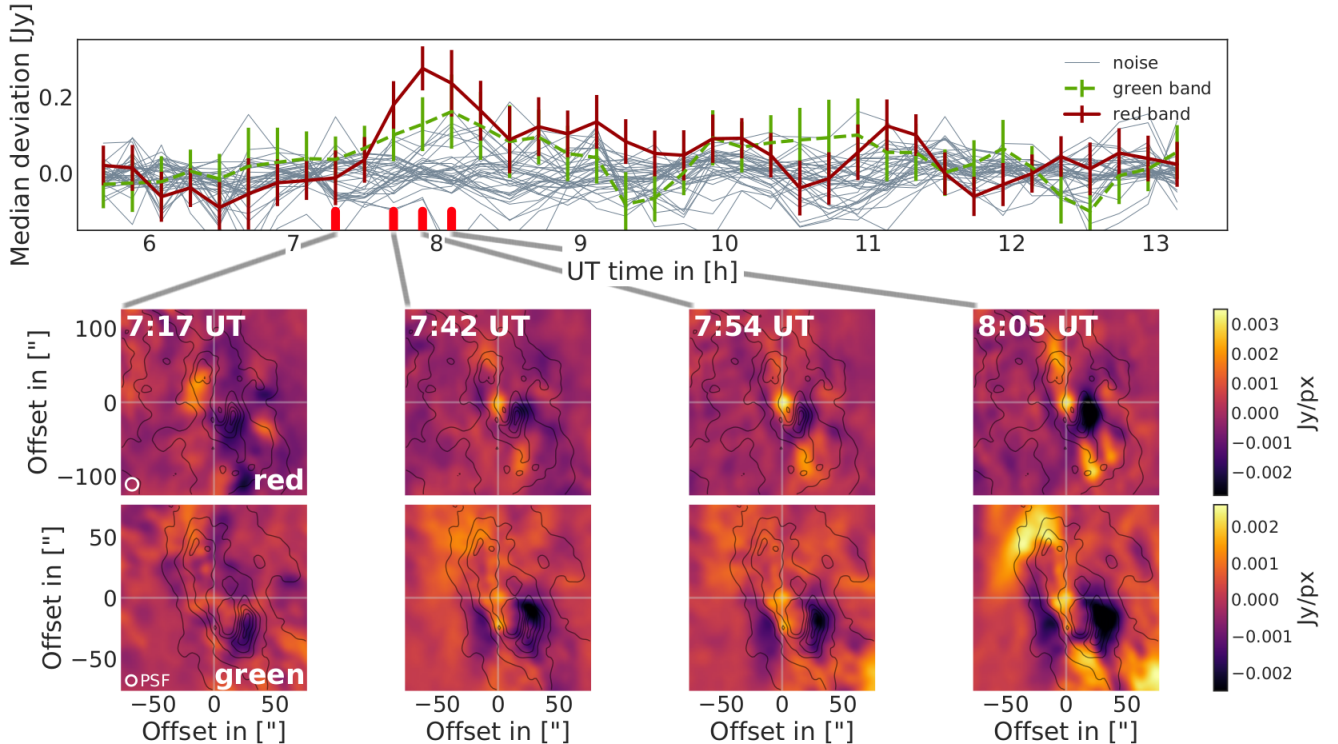 Median deviation [Jy]
0.2
0.0
noise
green band
red band
6 7 8 9 10 11 12 13
UT time in [h]
7:17 UT 7:42 UT 7:54 UT 8:05 UT
Offset in ["]
100
0
−100
red
0.003
0.002
0.001
0.000
−0.001
−0.002
Jy/px
Offset in ["]
50
0
−50
PSF
green
0.002
0.001
0.000
−0.001
−0.002
Jy/px
−50 0 50 −50 0 50 −50 0 50 −50 0 50
Offset in ["] Offset in ["] Offset in ["] Offset in ["]